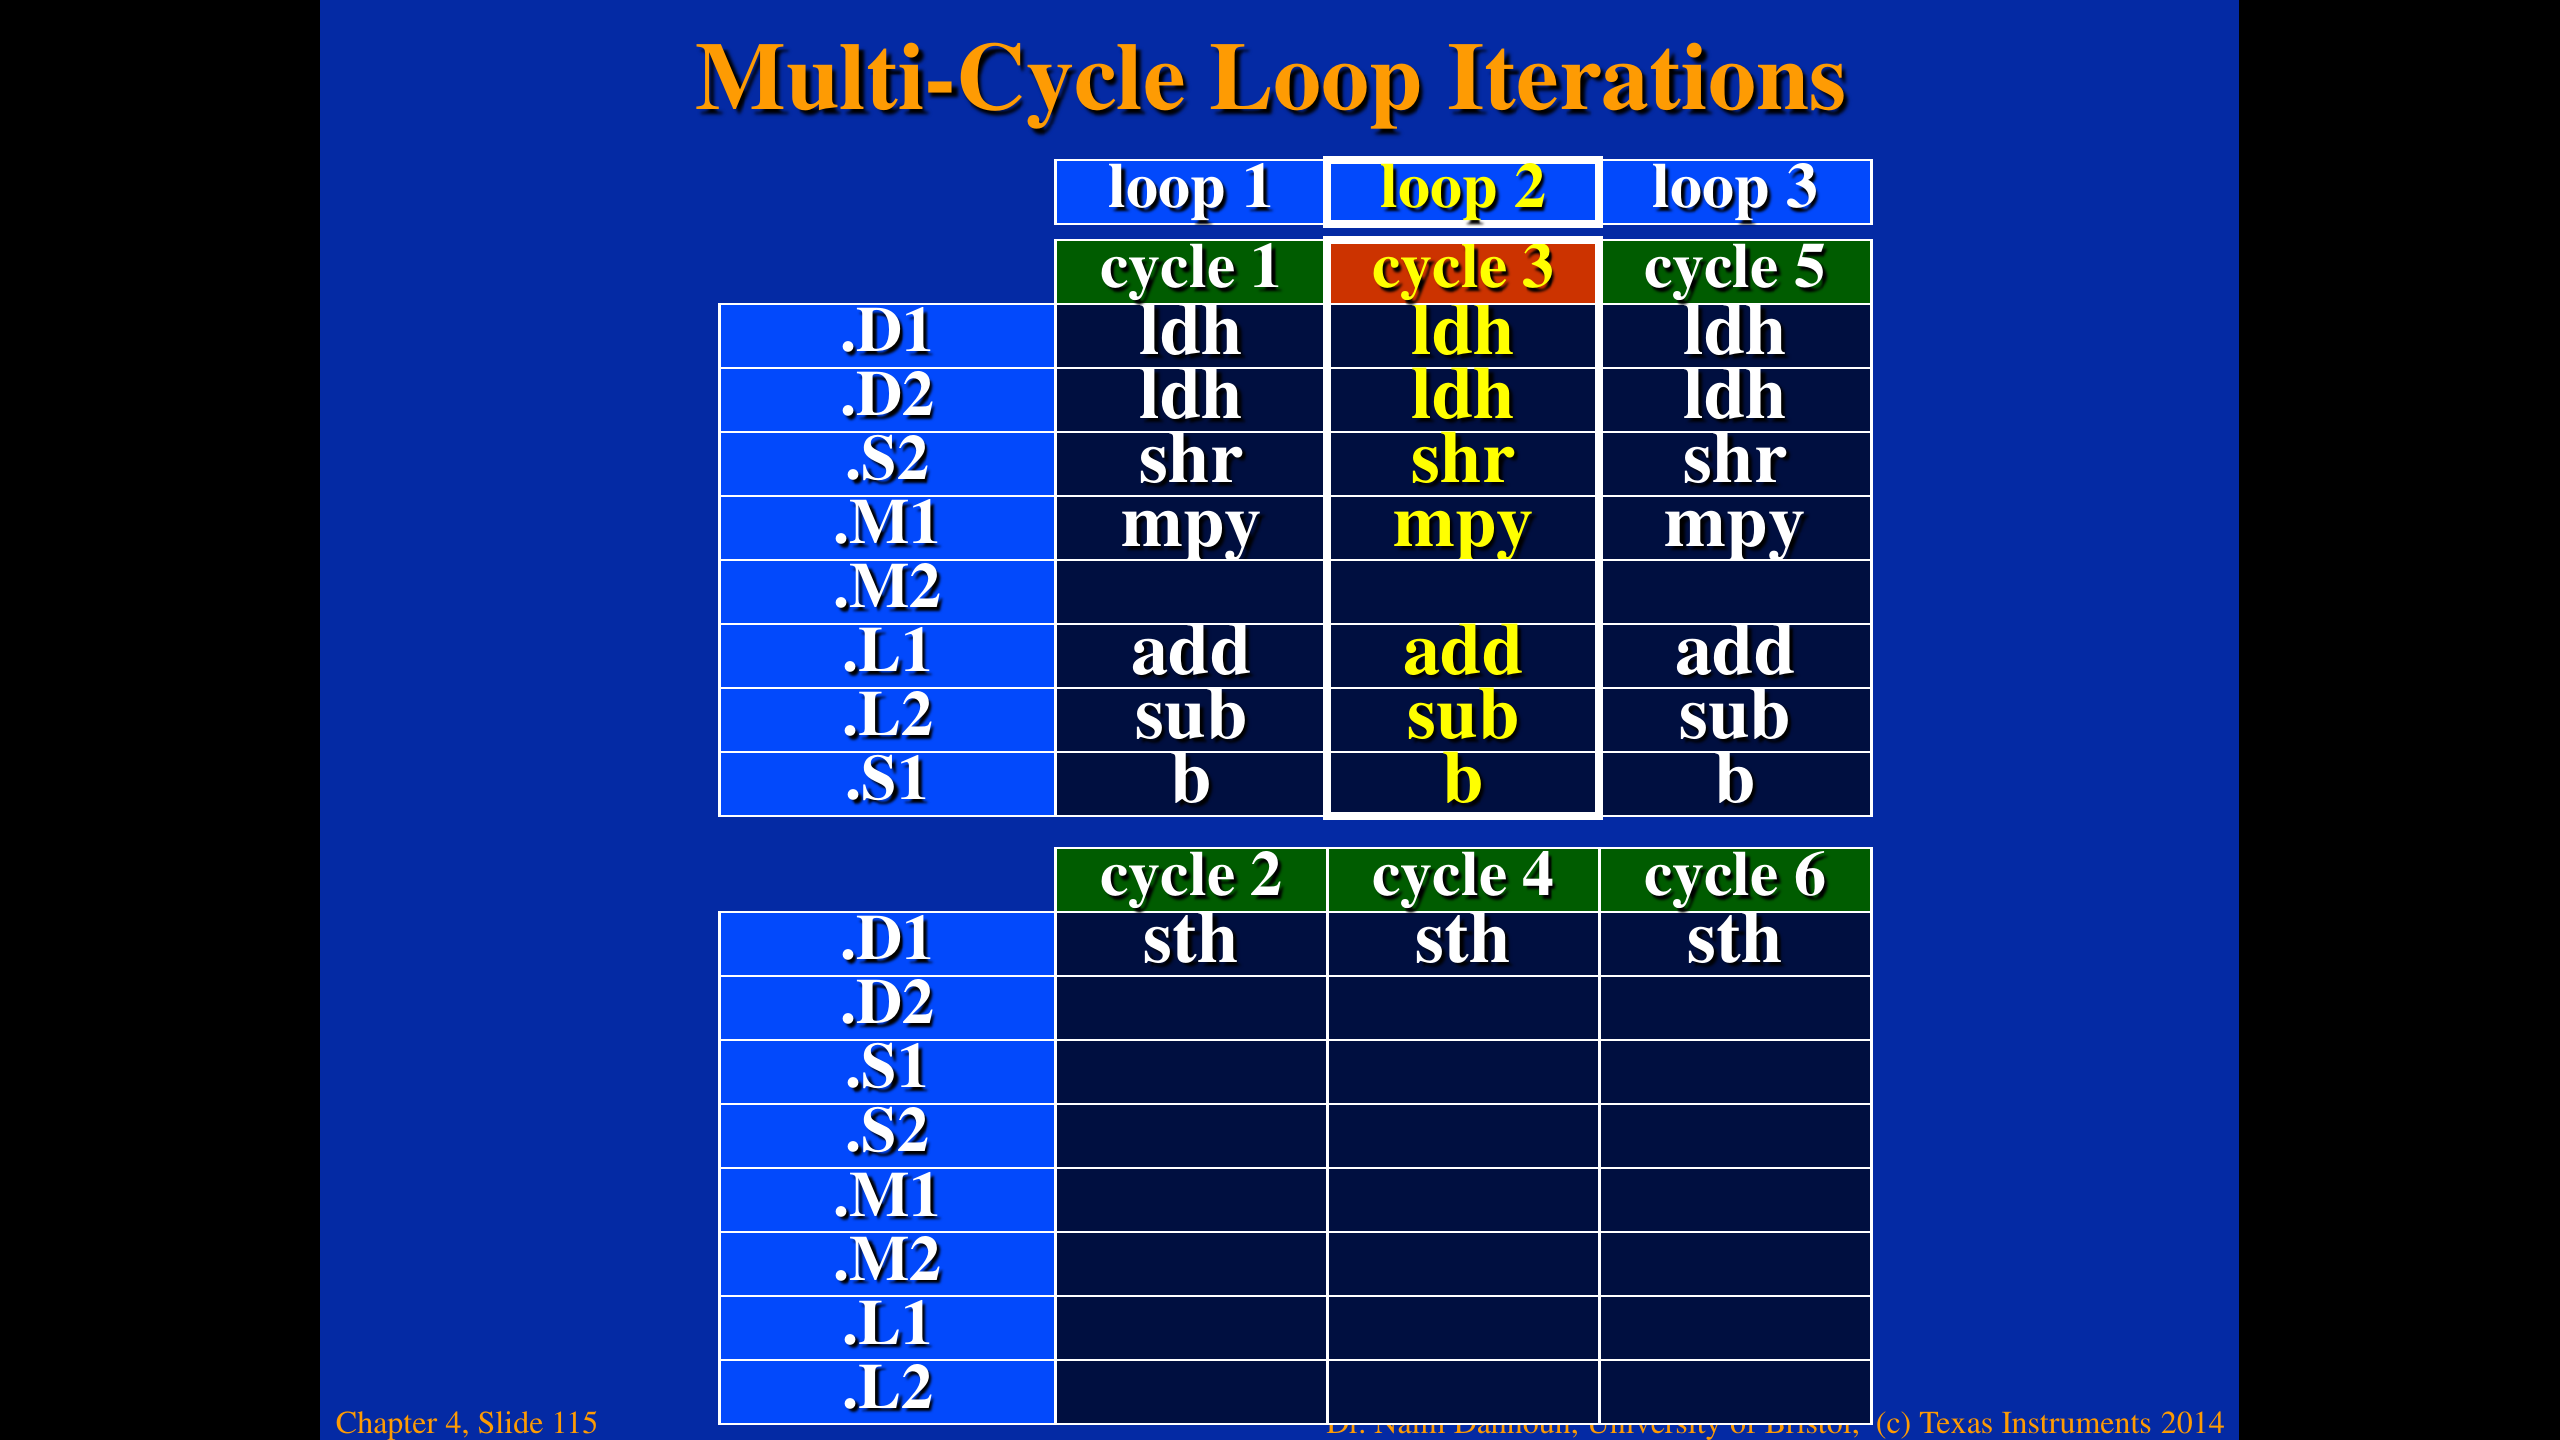 Multi-Cycle Loop Iterations
loop 1 loop 2 loop 3
cycle 1 cycle 3 cycle 5
.D1 ldh ldh ldh
.D2 ldh ldh ldh
.S2 shr shr shr
.M1 mpy mpy mpy
.M2
.L1 add add add
.L2 sub sub sub
.S1 b b b
cycle 2 cycle 4 cycle 6
.D1 sth sth sth
.D2
.S1
.S2
.M1
.M2
.L1
.L2
Chapter 4, Slide 115
Dr. Naim Dahnoun, University of Bristol, (c) Texas Instruments 2014